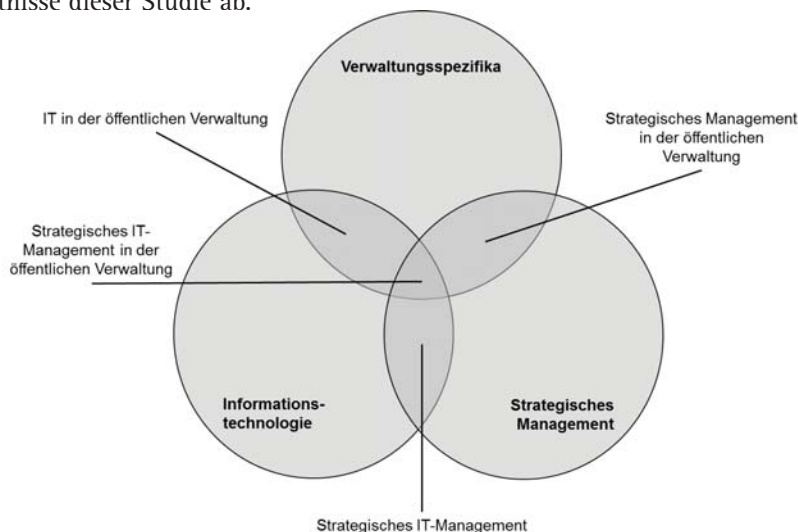 dieser Studie ab.
Verwaltungsspezifika
IT in der öffentlichen Verwaltung
Strategisches Management
in der öffentlichen
Verwaltung
Strategisches IT-
Management in der
öffentlichen Verwaltung
Informations-
technologie
Strategisches
Management
Strategisches IT-Management